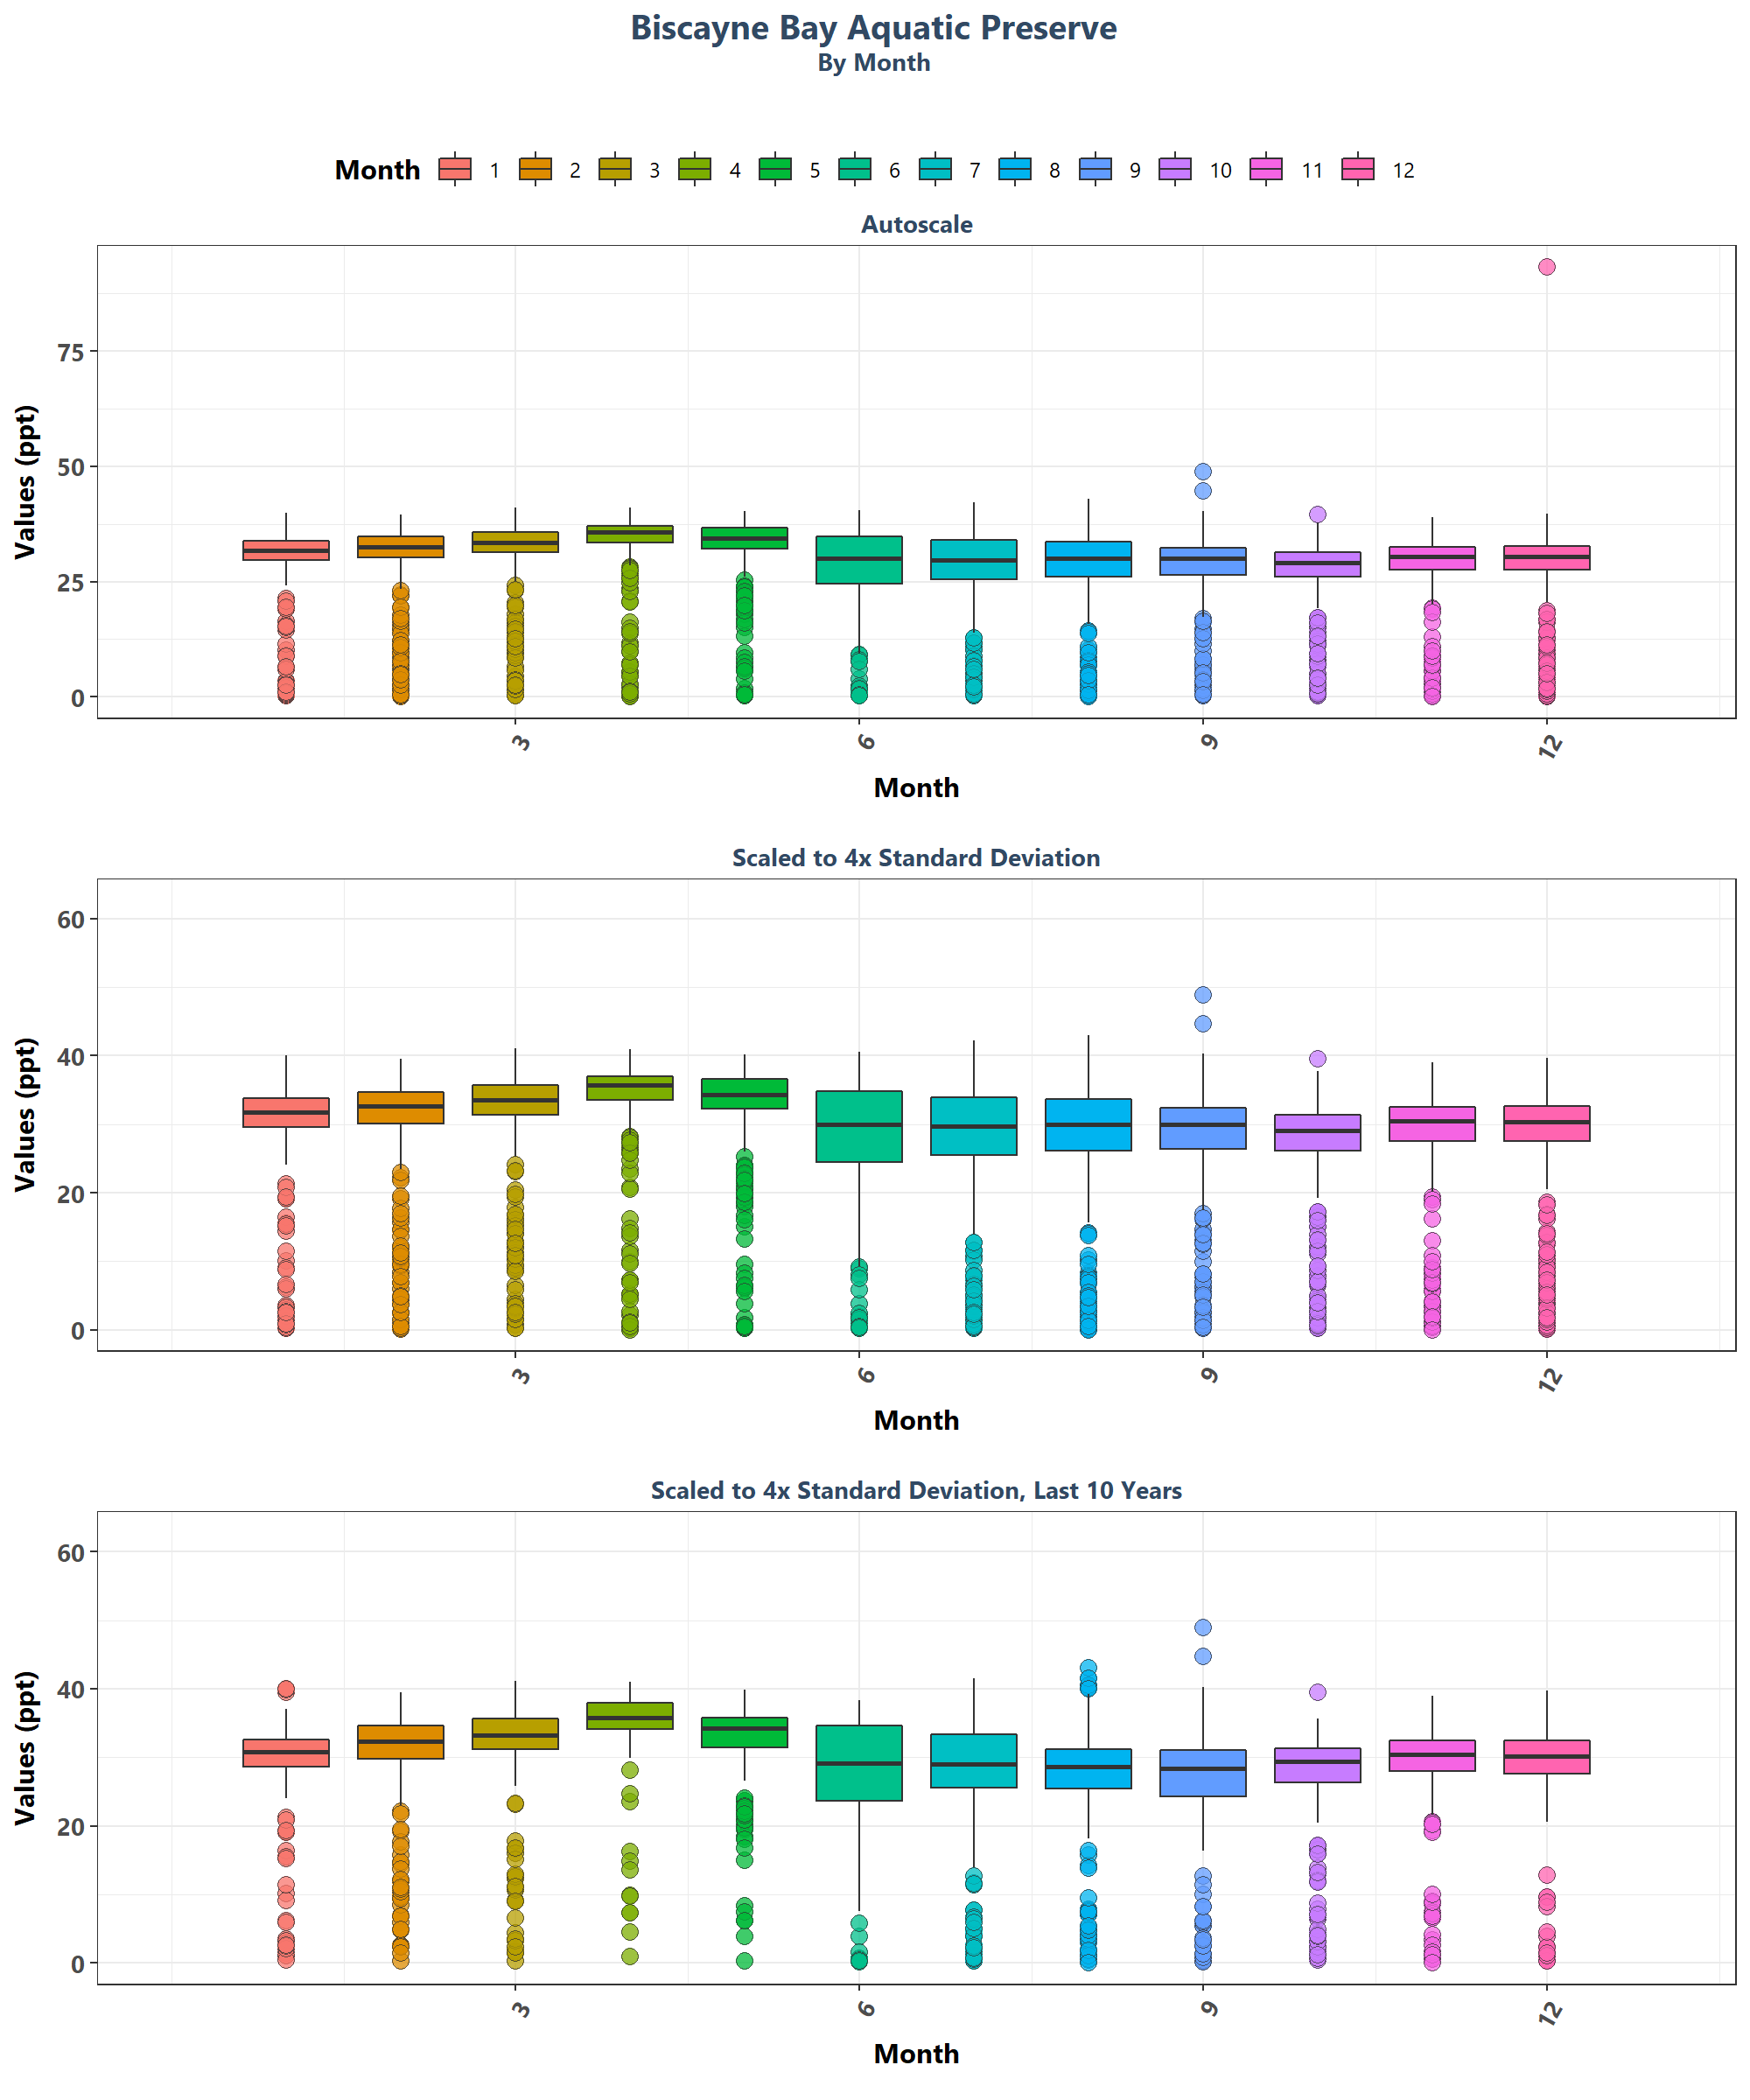 Biscayne Bay Aquatic Preserve
By Month
Month 1 2 3 4 5 6 7 8 9 10 11 12
Autoscale
Values (ppt)
75
50
25
0
3 6 9 12
Month
Scaled to 4x Standard Deviation
Values (ppt)
60
40
20
0
3 6 9 12
Month
Scaled to 4x Standard Deviation, Last 10 Years
Values (ppt)
60
40
20
0
3 6 9 12
Month